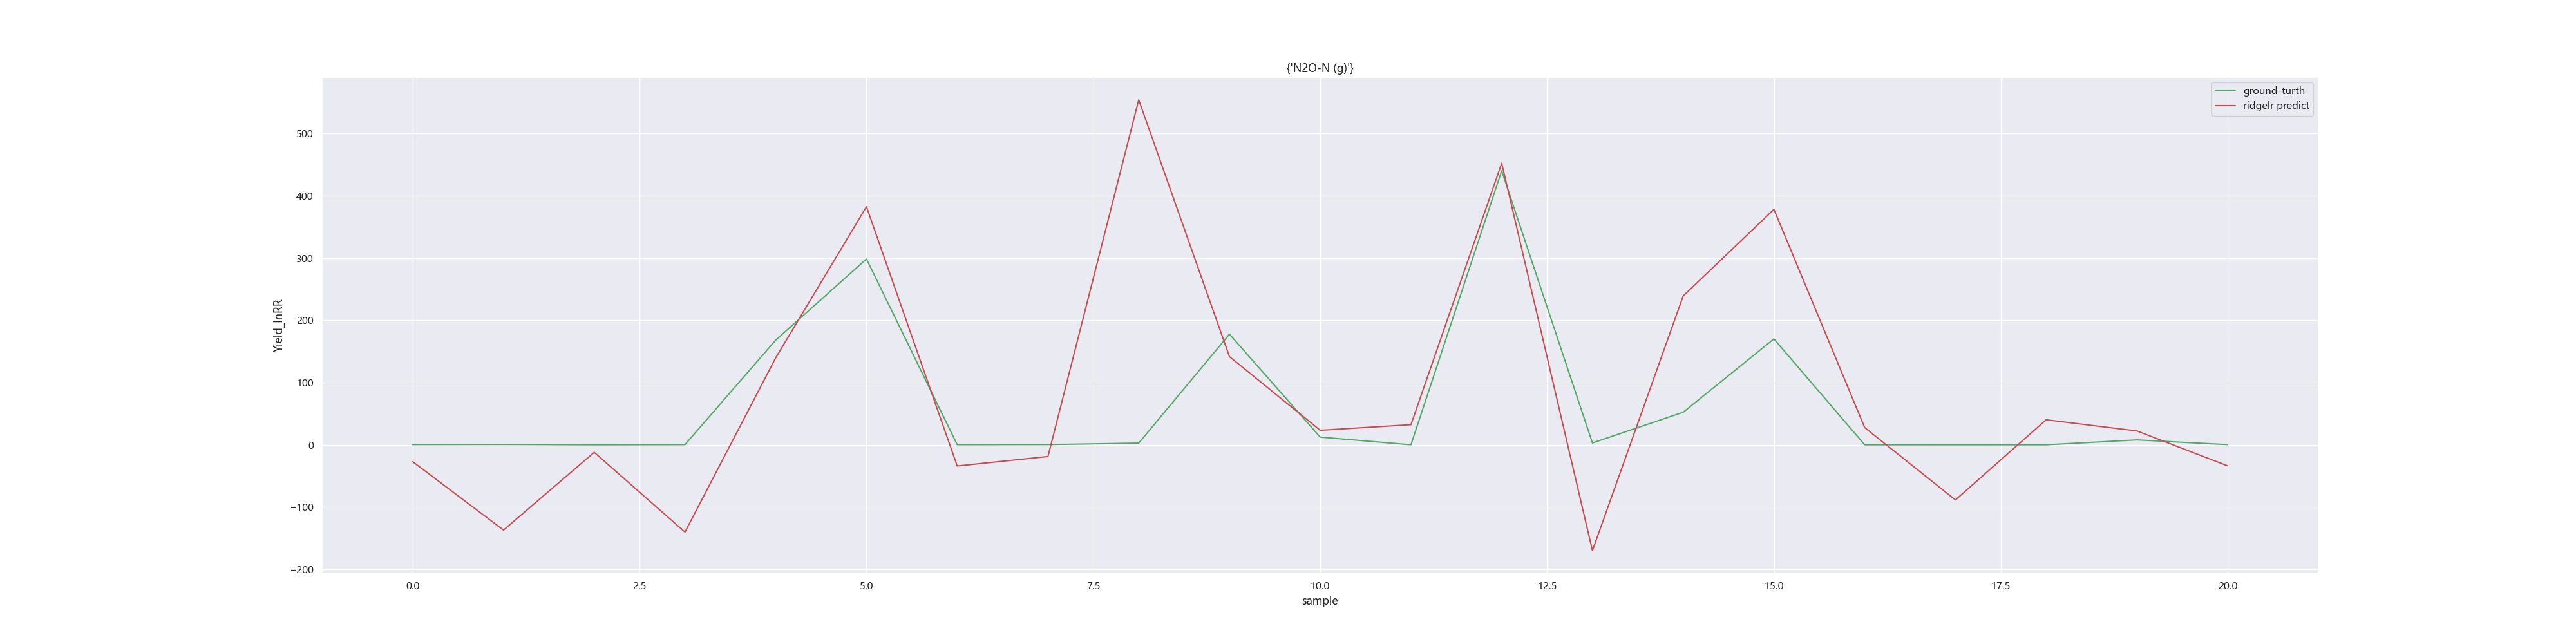 {'N2O-N (g)'}
ground-turth
ridgelr predict
Yield_lnRR
500
400
300
200
100
0
−100
−200
0.0 2.5 5.0 7.5 10.0 12.5 15.0 17.5 20.0
sample